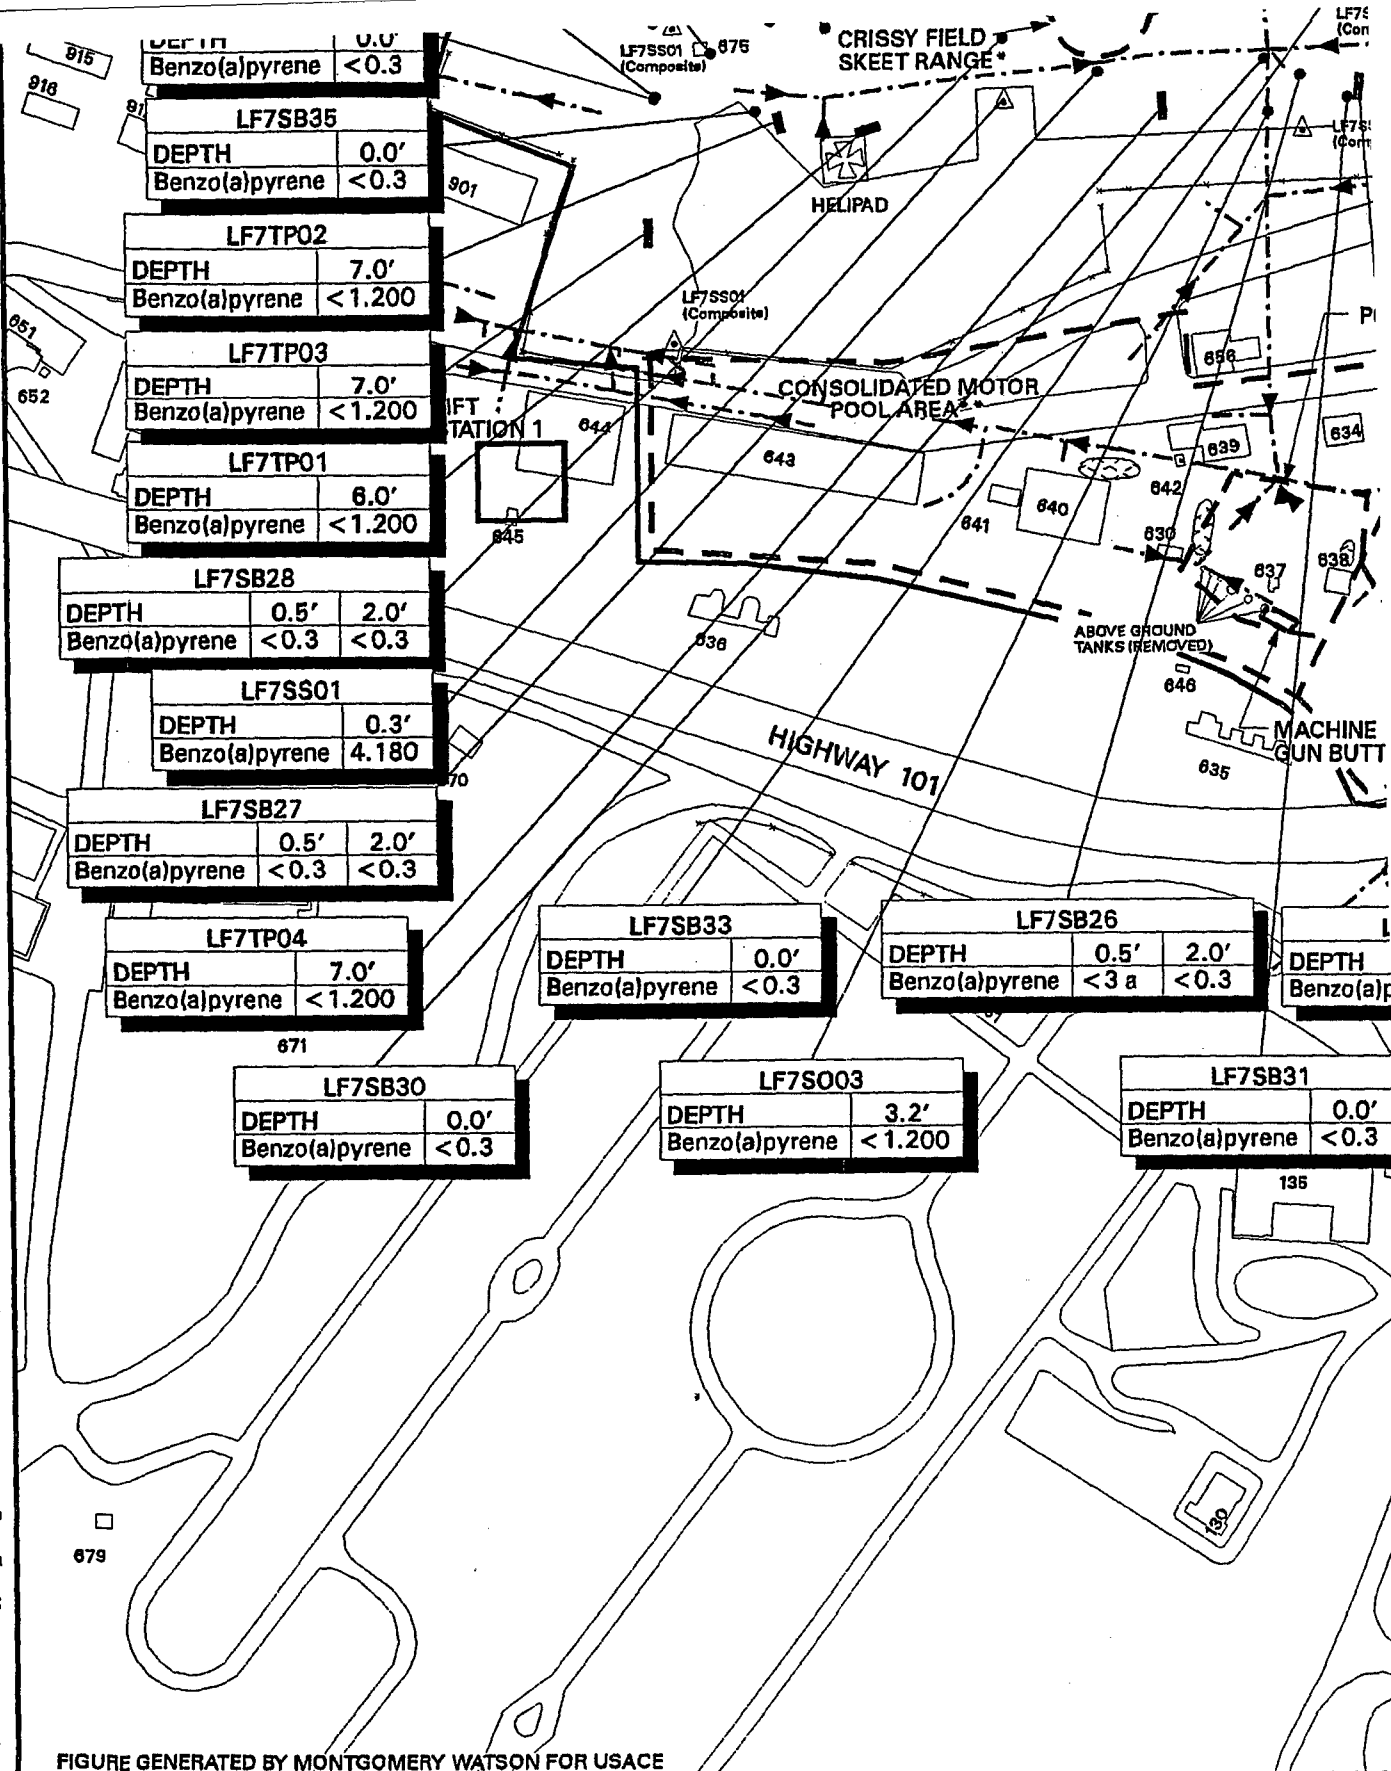 915
916
DEPTH 0.0'
Benzo(a)pyrene <0.3
LF7SB35
DEPTH 0.0'
Benzo(a)pyrene <0.3
901
LF7TP02
DEPTH 7.0'
Benzo(a)pyrene <1.200
651
652
LF7TP03
DEPTH 7.0'
Benzo(a)pyrene <1.200
LF7TP01
DEPTH 6.0'
Benzo(a)pyrene <1.200
LF7SB28
DEPTH 0.5' 2.0'
Benzo(a)pyrene <0.3 <0.3
LF7SS01
DEPTH 0.3'
Benzo(a)pyrene 4.180
70
LF7SB27
DEPTH 0.5' 2.0'
Benzo(a)pyrene <0.3 <0.3
LF7TP04
DEPTH 7.0'
Benzo(a)pyrene <1.200
671
LF7SB30
DEPTH 0.0'
Benzo(a)pyrene <0.3
LF7SS01
(Composite)
675
CRISSY FIELD
SKEET RANGE*
HELIPAD
LF7SS01
(Composite)
CONSOLIDATED MOTOR
POOL AREA*
IFT
TATION 1
644
645
643
636
640
641
642
639
656
634
630
637
638
ABOVE GROUND
TANKS (REMOVED)
646
MACHINE
GUN BUTT
635
HIGHWAY 101
LF7SB33
DEPTH 0.0'
Benzo(a)pyrene <0.3
LF7SB26
DEPTH 0.5' 2.0'
Benzo(a)pyrene <3 a <0.3
DEPTH
Benzo(a)p
LF7SO03
DEPTH 3.2'
Benzo(a)pyrene <1.200
LF7SB31
DEPTH 0.0'
Benzo(a)pyrene <0.3
135
130
679
FIGURE GENERATED BY MONTGOMERY WATSON FOR USACE